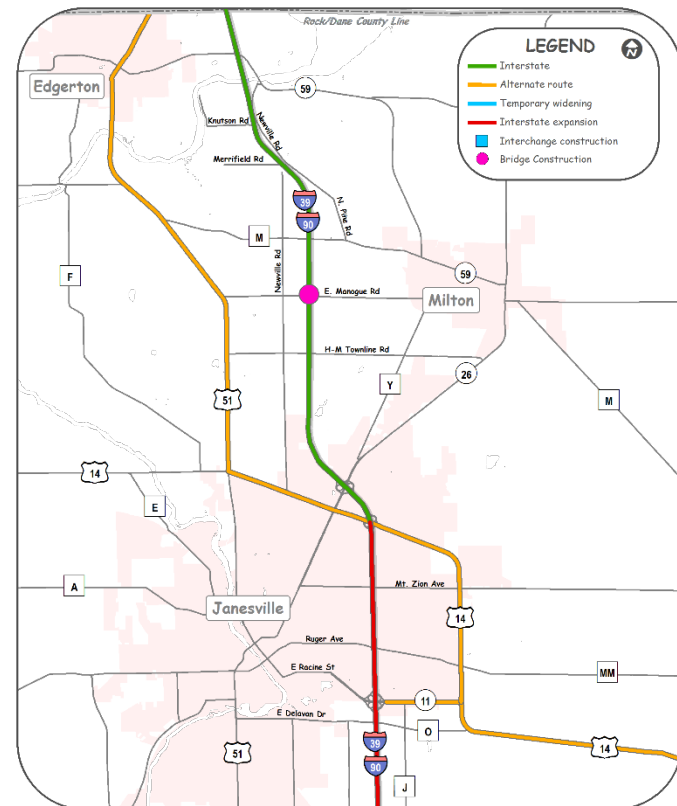 Rock/Dane County Line
LEGEND
Interstate
Alternate route
Temporary widening
Interstate expansion
Interchange construction
Bridge Construction
Edgerton
59
Knutson Rd
Newville Rd
Merrifield Rd
39
90
N. Pine Rd
M
59
F
Newville Rd
E. Manogue Rd
Milton
H-M Townline Rd
26
Y
51
M
14
E
A
Mt. Zion Ave
Janesville
14
Ruger Ave
E Racine St
MM
11
E Delavan Dr
O
39
51
14
90
J